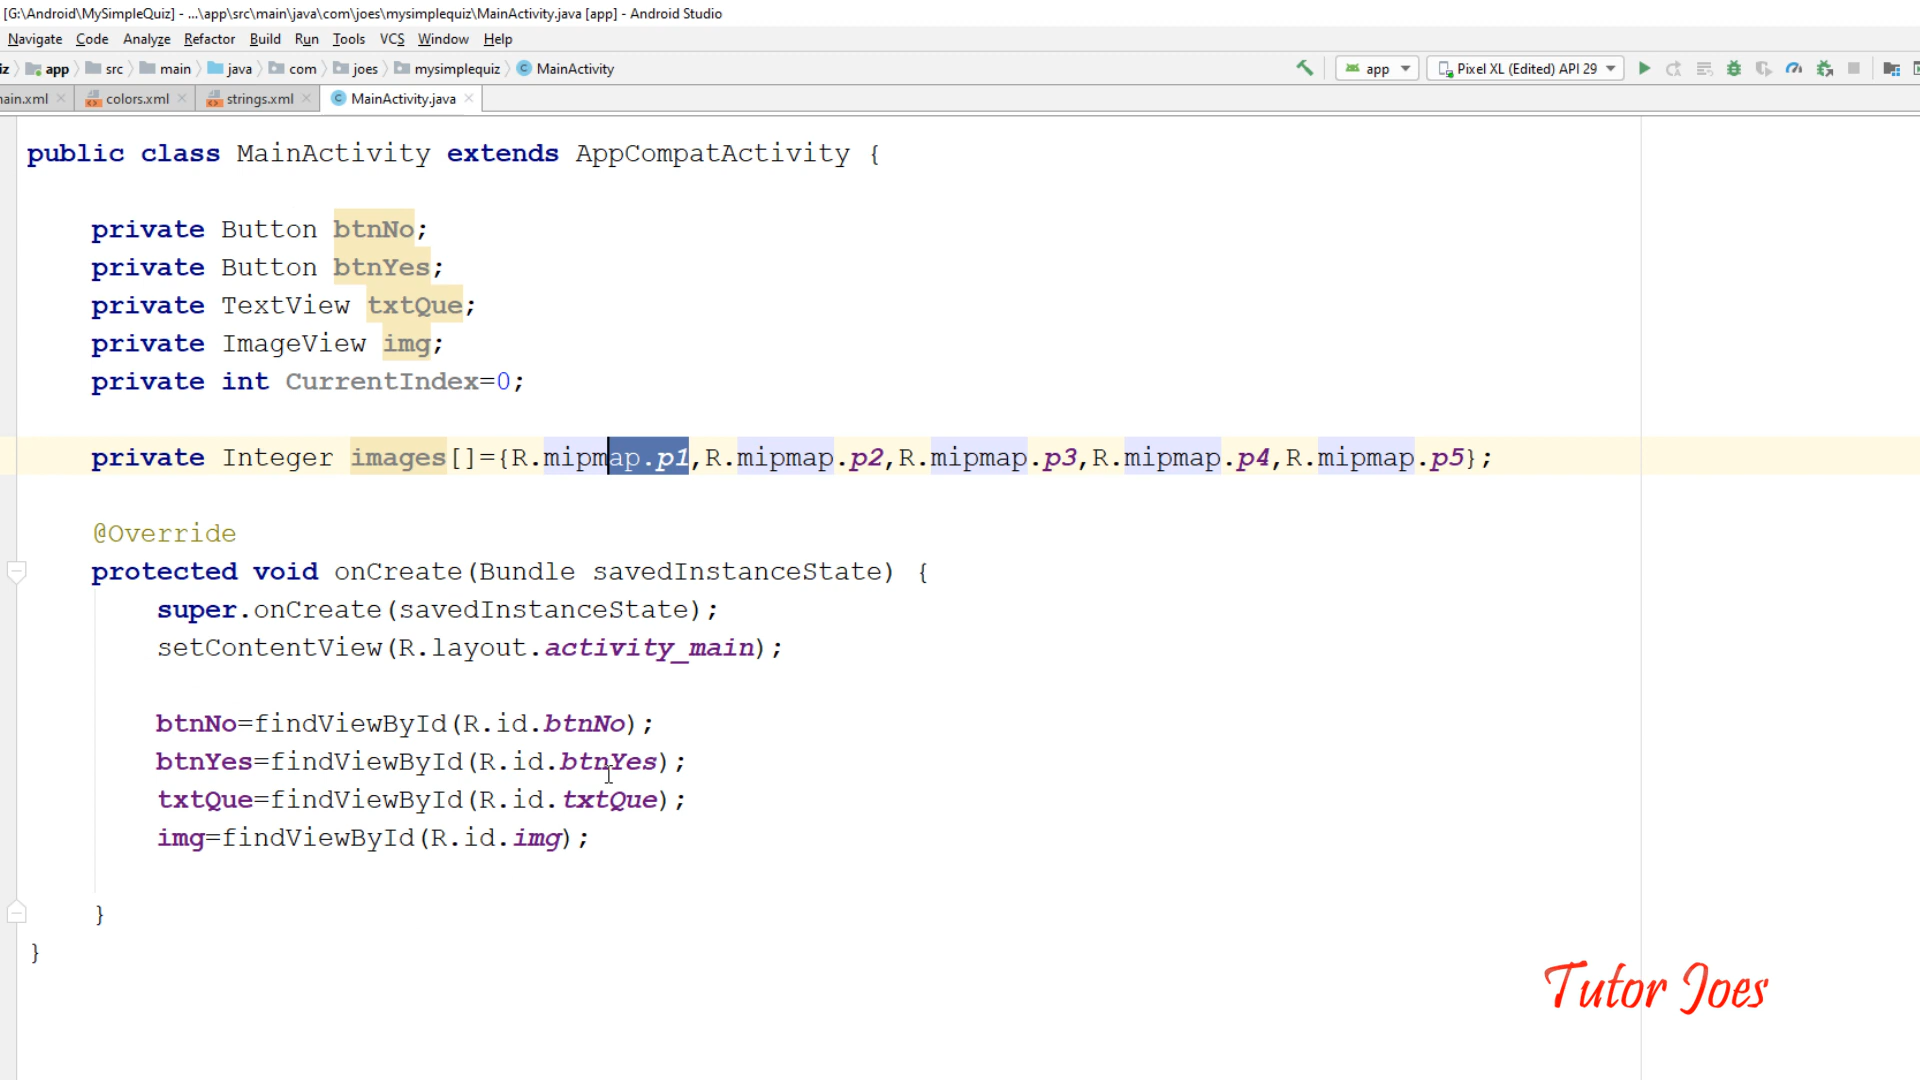 [G:\Android\MySimpleQuiz] - ...\app\src\main\java\com\joes\mysimplequiz\MainActivity.java [app] - Android Studio
Navigate Code Analyze Refactor Build Run Tools VCS Window Help
iz app src main java com joes mysimplequiz MainActivity app Pixel XL (Edited) API 29
ain.xml colors.xml strings.xml MainActivity.java
public class MainActivity extends AppCompatActivity {
private Button btnNo;
private Button btnYes;
private TextView txtQue;
private ImageView img;
private int CurrentIndex=0;
private Integer images[]={R.mipmap.p1,R.mipmap.p2,R.mipmap.p3,R.mipmap.p4,R.mipmap.p5};
@Override
protected void onCreate(Bundle savedInstanceState) {
super.onCreate(savedInstanceState);
setContentView(R.layout.activity_main);
btnNo=findViewById(R.id.btnNo);
btnYes=findViewById(R.id.btnYes);
txtQue=findViewById(R.id.txtQue);
img=findViewById(R.id.img);
}
}
Tutor Joes